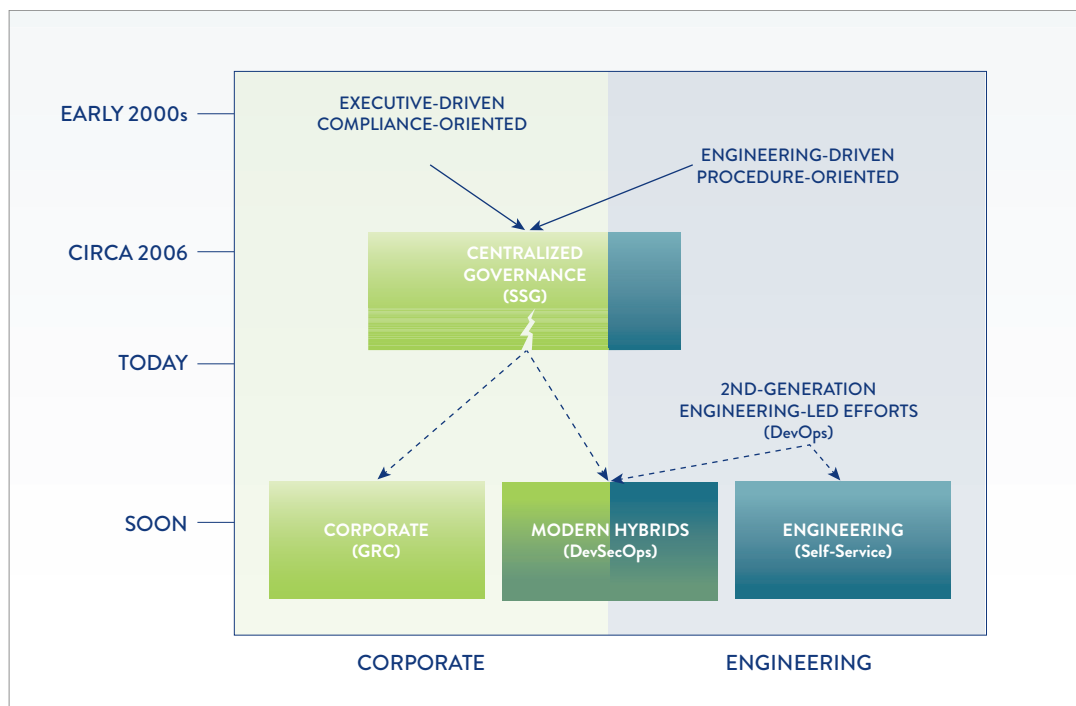 EARLY 2000s
EXECUTIVE-DRIVEN
COMPLIANCE-ORIENTED
ENGINEERING-DRIVEN
PROCEDURE-ORIENTED
CIRCA 2006
CENTRALIZED
GOVERNANCE
(SSG)
TODAY
2ND-GENERATION
ENGINEERING-LED EFFORTS
(DevOps)
SOON
CORPORATE
(GRC)
MODERN HYBRIDS
(DevSecOps)
ENGINEERING
(Self-Service)
CORPORATE
ENGINEERING